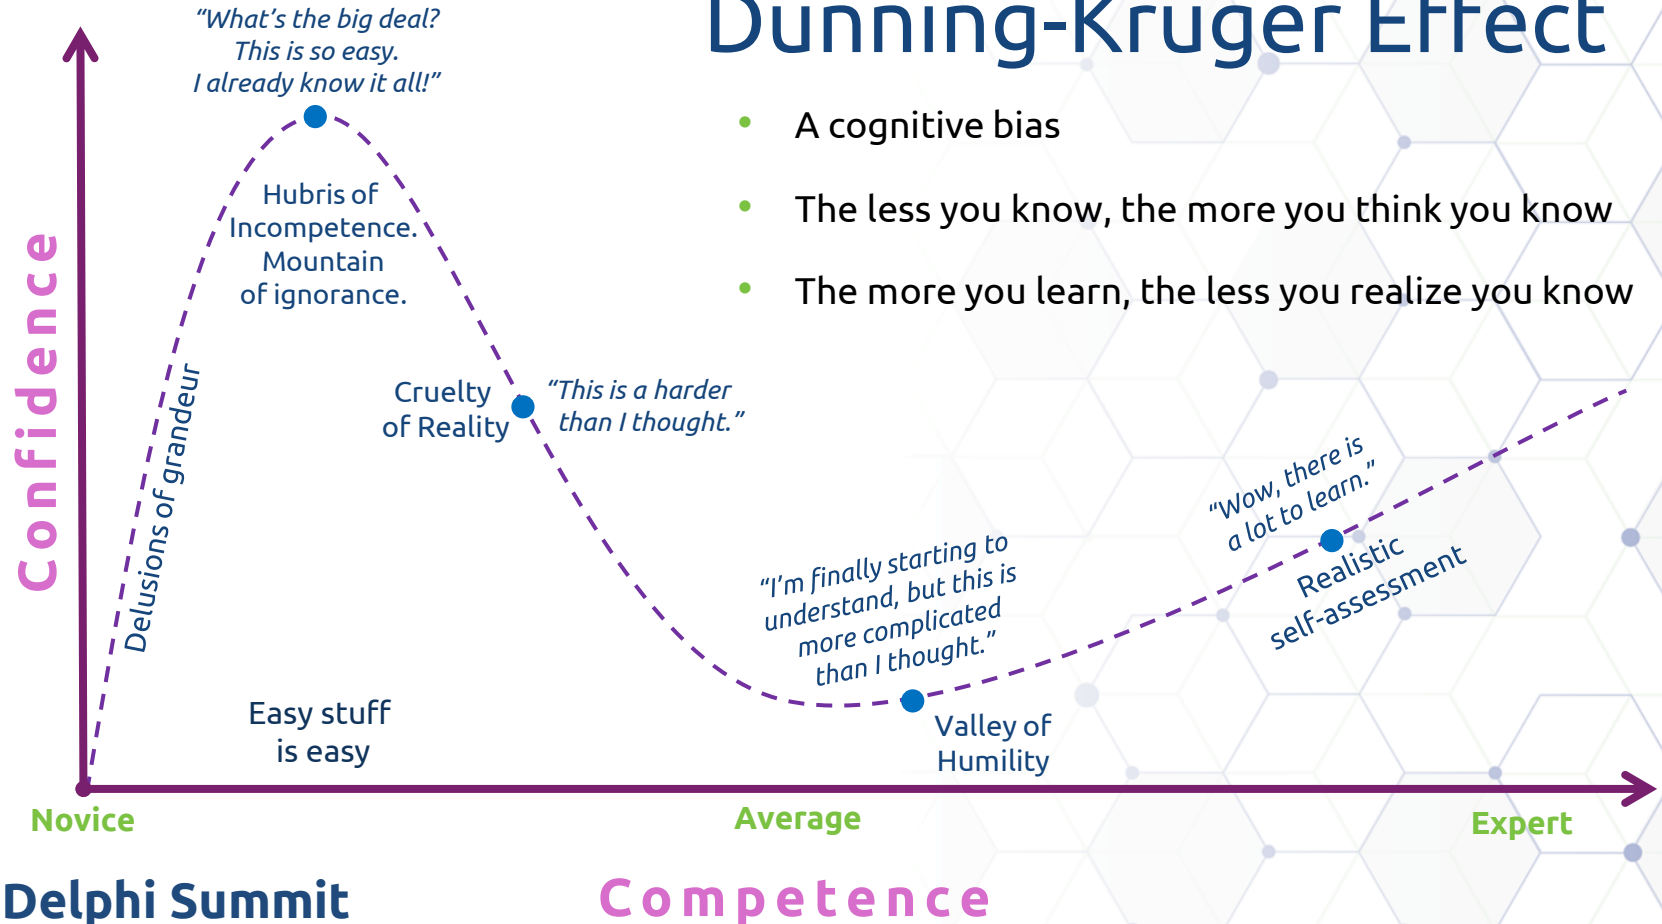 Dunning-Kruger Effect
• A cognitive bias
• The less you know, the more you think you know
• The more you learn, the less you realize you know
“What’s the big deal?
This is so easy.
I already know it all!”
Hubris of
Incompetence.
Mountain
of ignorance.
Confidence
Delusions of grandeur
Cruelty
of Reality
“This is a harder
than I thought.”
“I’m finally starting to
understand, but this is
more complicated
than I thought.”
“Wow, there is
a lot to learn.”
Realistic
self-assessment
Easy stuff
is easy
Valley of
Humility
Novice
Average
Expert
Delphi Summit
Competence